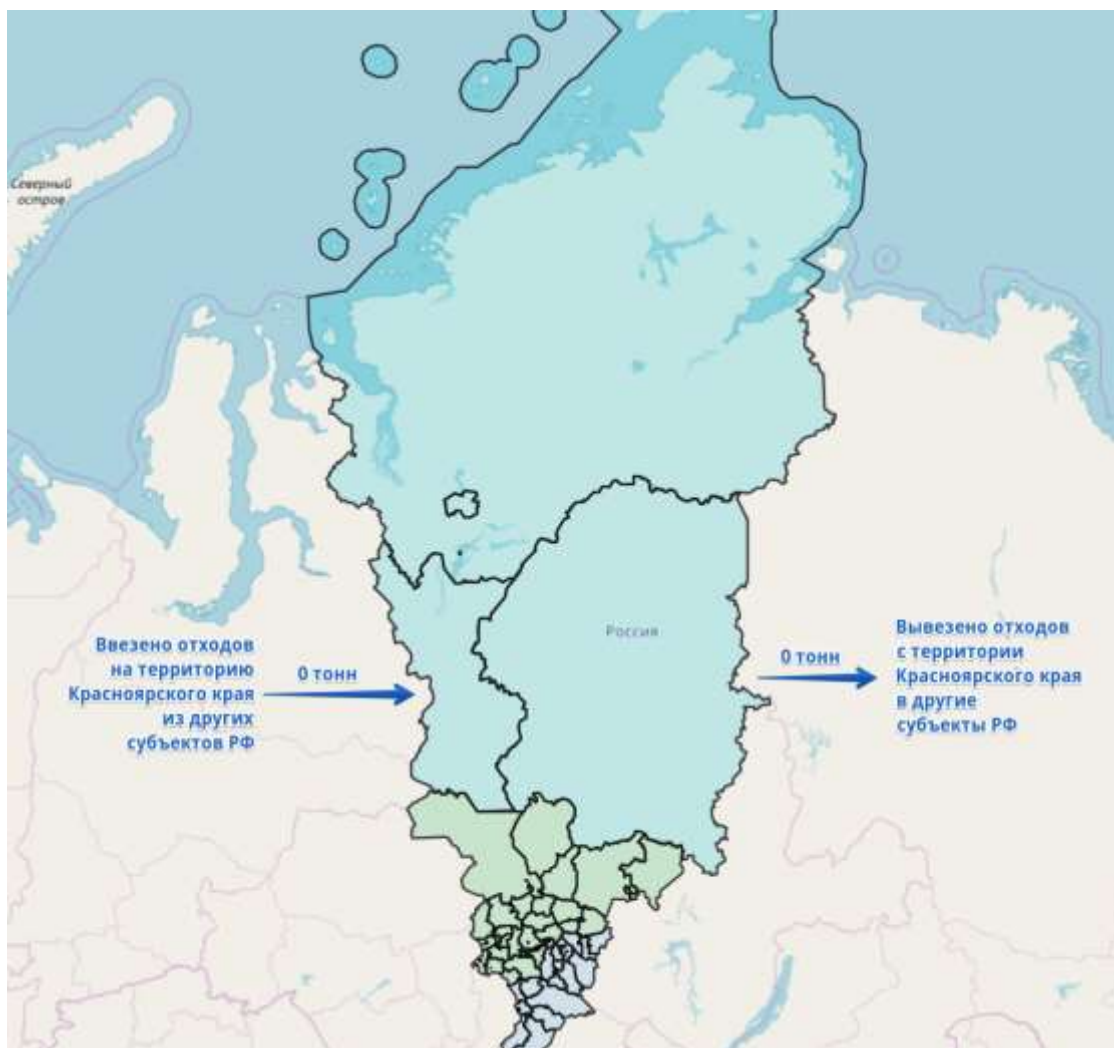 Северный
остров
Россия
Ввезено отходов
на территорию
Красноярского края
из других
субъектов РФ
0 тонн
0 тонн
Вывезено отходов
с территории
Красноярского края
в другие
субъекты РФ